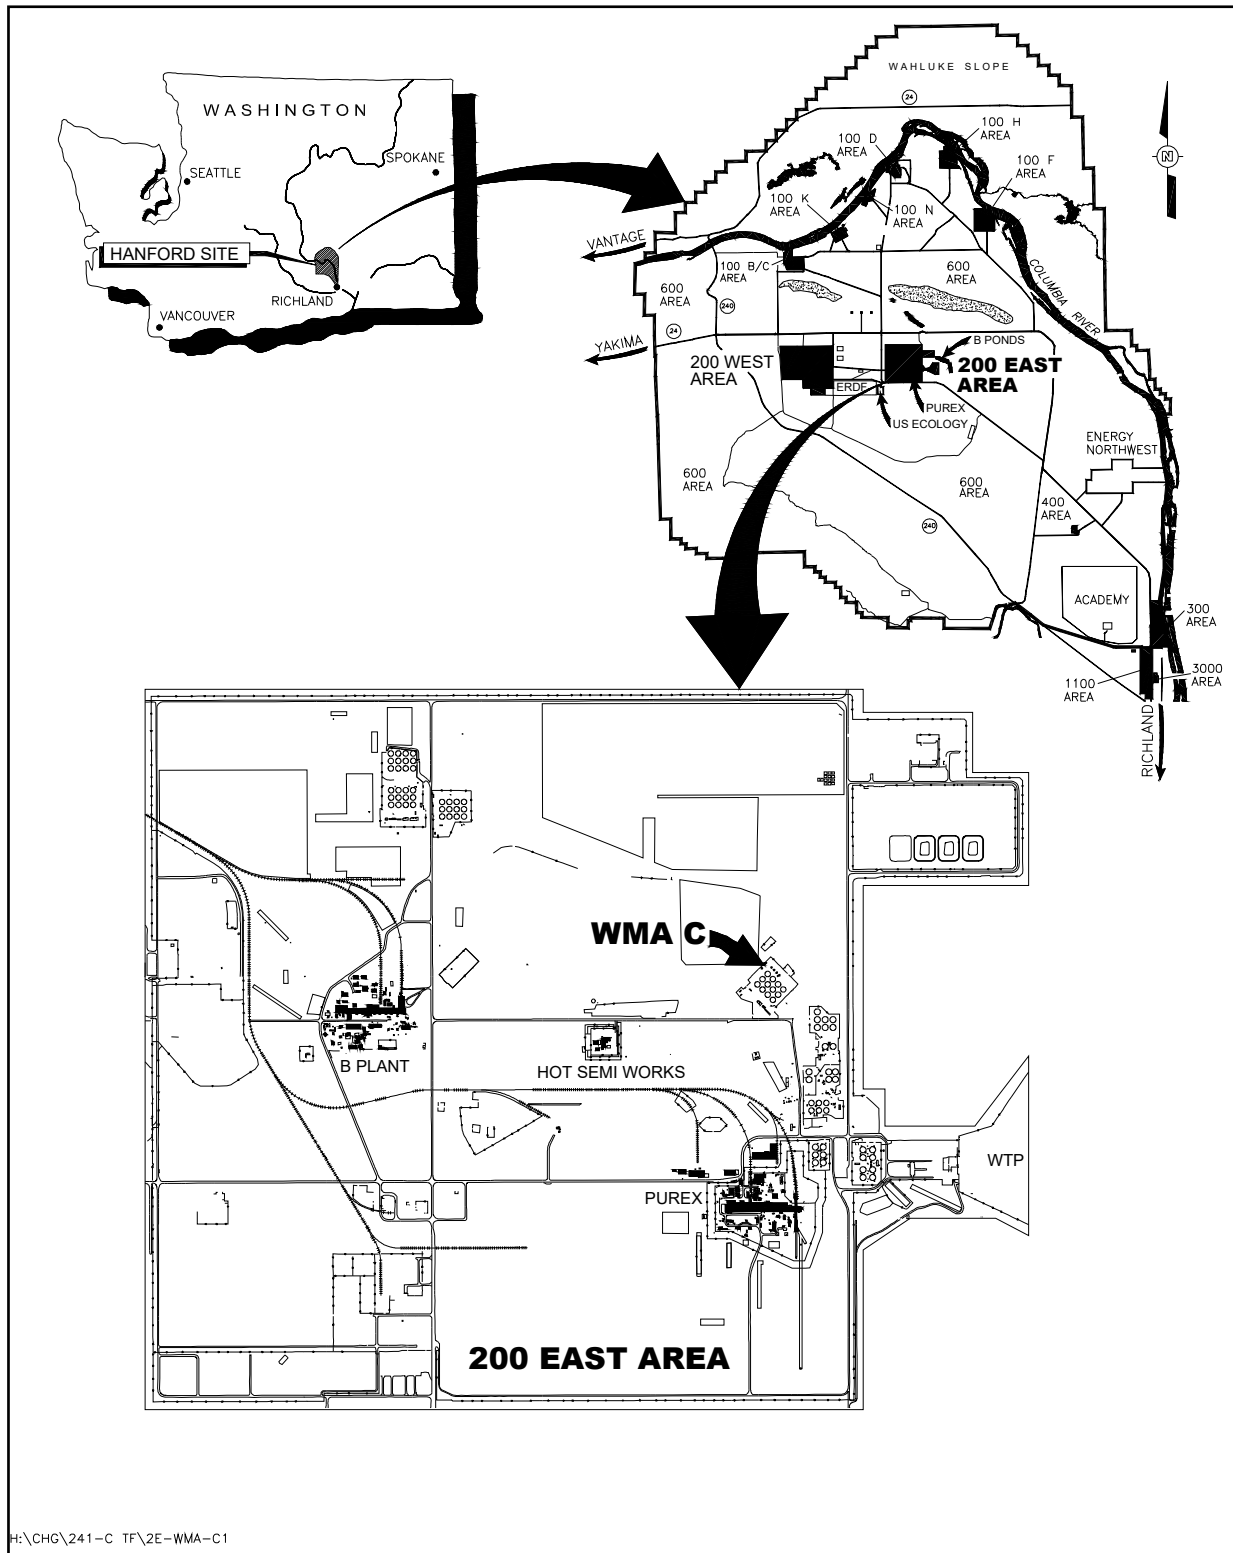 WASHINGTON
SEATTLE
SPOKANE
HANFORD SITE
RICHLAND
VANCOUVER
WAHLUKE SLOPE
24
100 H
AREA
100 D
AREA
100 F
AREA
N
100 K
AREA
100 N
AREA
VANTAGE
100 B/C
AREA
600
AREA
600
AREA
COLUMBIA RIVER
240
24
YAKIMA
B PONDS
200 WEST
AREA
200 EAST
AREA
ERDF
PUREX
US ECOLOGY
ENERGY
NORTHWEST
600
AREA
600
AREA
400
AREA
240
ACADEMY
300
AREA
3000
AREA
1100
AREA
RICHLAND
WMA C
B PLANT
HOT SEMI WORKS
WTP
PUREX
200 EAST AREA
H:\CHG\241-C TF\2E-WMA-C1